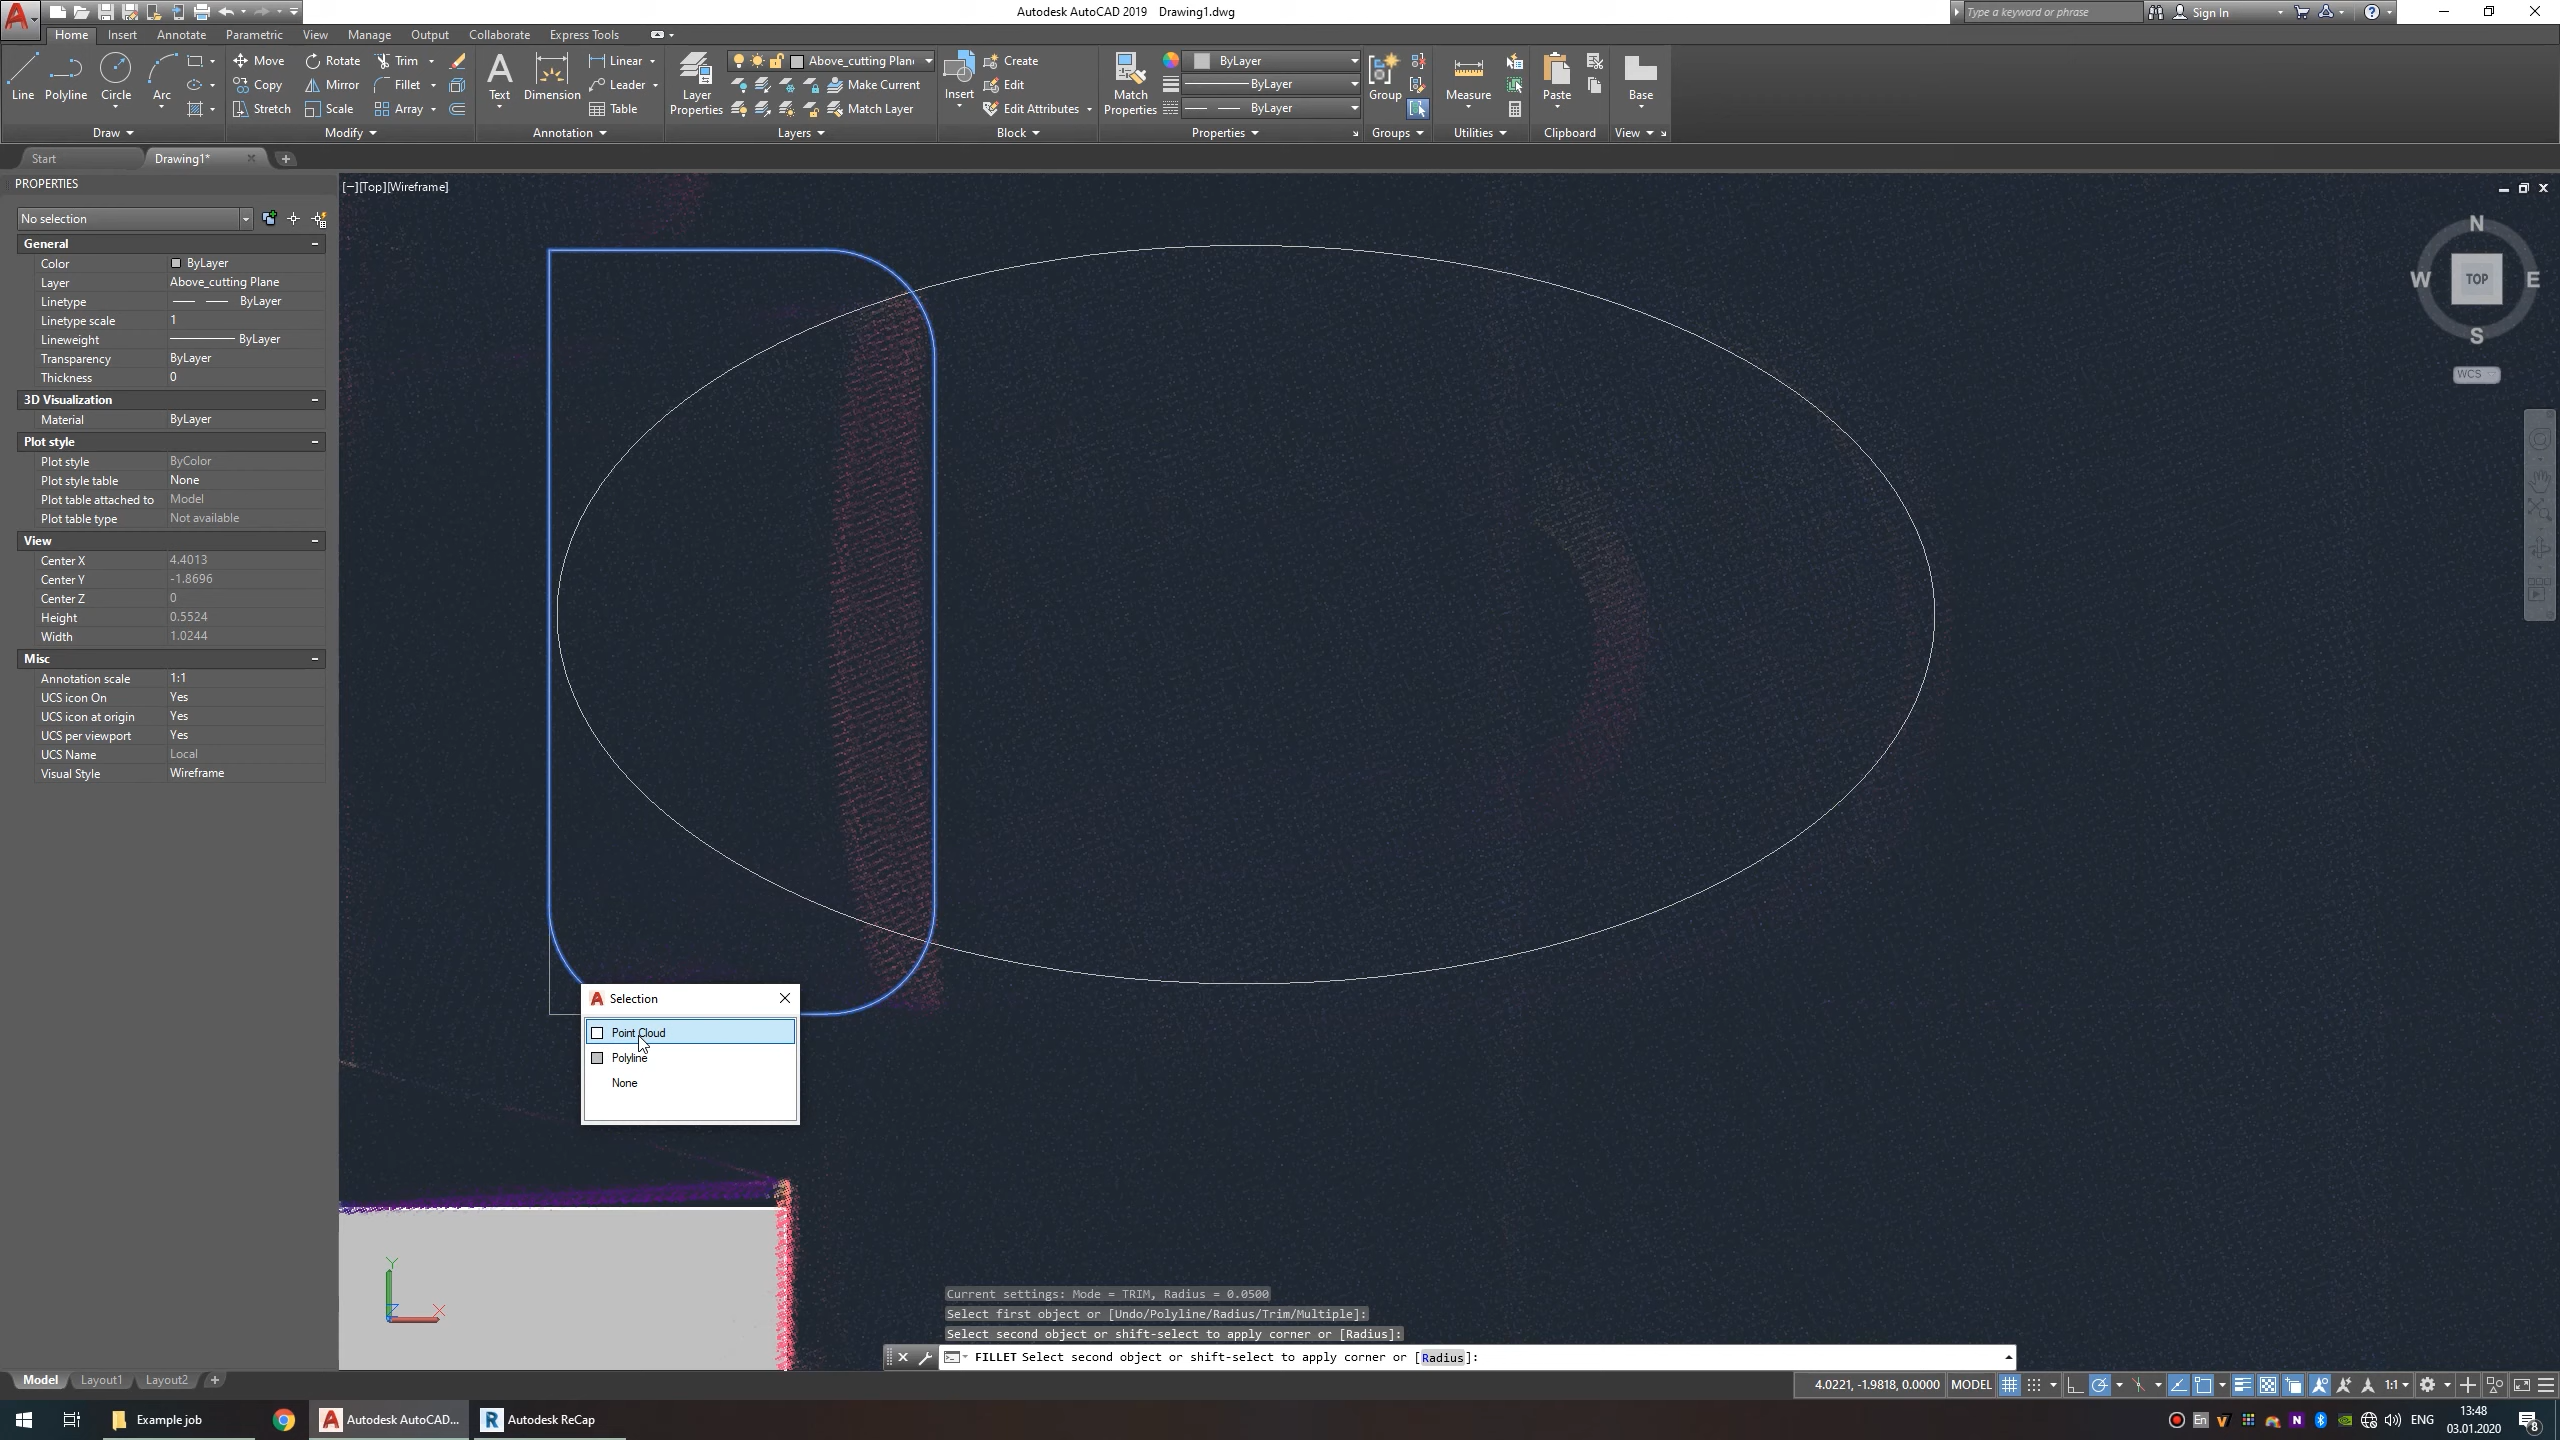 Autodesk AutoCAD 2019 Drawing1.dwg
Type a keyword or phrase
Sign In
Home Insert Annotate Parametric View Manage Output Collaborate Express Tools
Line
Polyline
Circle
Arc
Draw
Move
Copy
Stretch
Rotate
Mirror
Scale
Trim
Fillet
Array
Modify
Text
Dimension
Linear
Leader
Table
Annotation
Layer
Properties
Above_cutting Plan
Make Current
Match Layer
Layers
Insert
Create
Edit
Edit Attributes
Block
Match
Properties
ByLayer
ByLayer
ByLayer
Properties
Group
Groups
Measure
Utilities
Paste
Clipboard
Base
View
Start
Drawing1*
PROPERTIES
No selection
General
Color ByLayer
Layer Above_cutting Plane
Linetype ByLayer
Linetype scale 1
Lineweight ByLayer
Transparency ByLayer
Thickness 0
3D Visualization
Material ByLayer
Plot style
Plot style ByColor
Plot style table None
Plot table attached to Model
Plot table type Not available
View
Center X 4.4013
Center Y -1.8696
Center Z 0
Height 0.5524
Width 1.0244
Misc
Annotation scale 1:1
UCS icon On Yes
UCS icon at origin Yes
UCS per viewport Yes
UCS Name Local
Visual Style Wireframe
[−][Top][Wireframe]
N
W TOP E
S
WCS
Selection
Point Cloud
Polyline
None
Y
Z
X
Current settings: Mode = TRIM, Radius = 0.0500
Select first object or [Undo/Polyline/Radius/Trim/Multiple]:
Select second object or shift-select to apply corner or [Radius]:
FILLET Select second object or shift-select to apply corner or [Radius]:
Model Layout1 Layout2
4.0221, -1.9818, 0.0000 MODEL
1:1
Example job
Autodesk AutoCAD...
Autodesk ReCap
En
ENG
13:48
03.01.2020
8